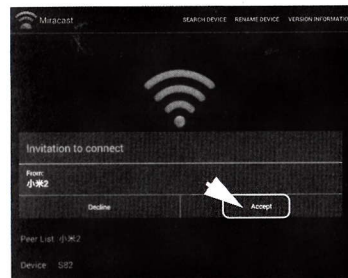 Miracast SEARCH DEVICE RENAME DEVICE VERSION INFORMATION
Invitation to connect
From:
小米2
Decline Accept
Peer List 小米2
Device S82